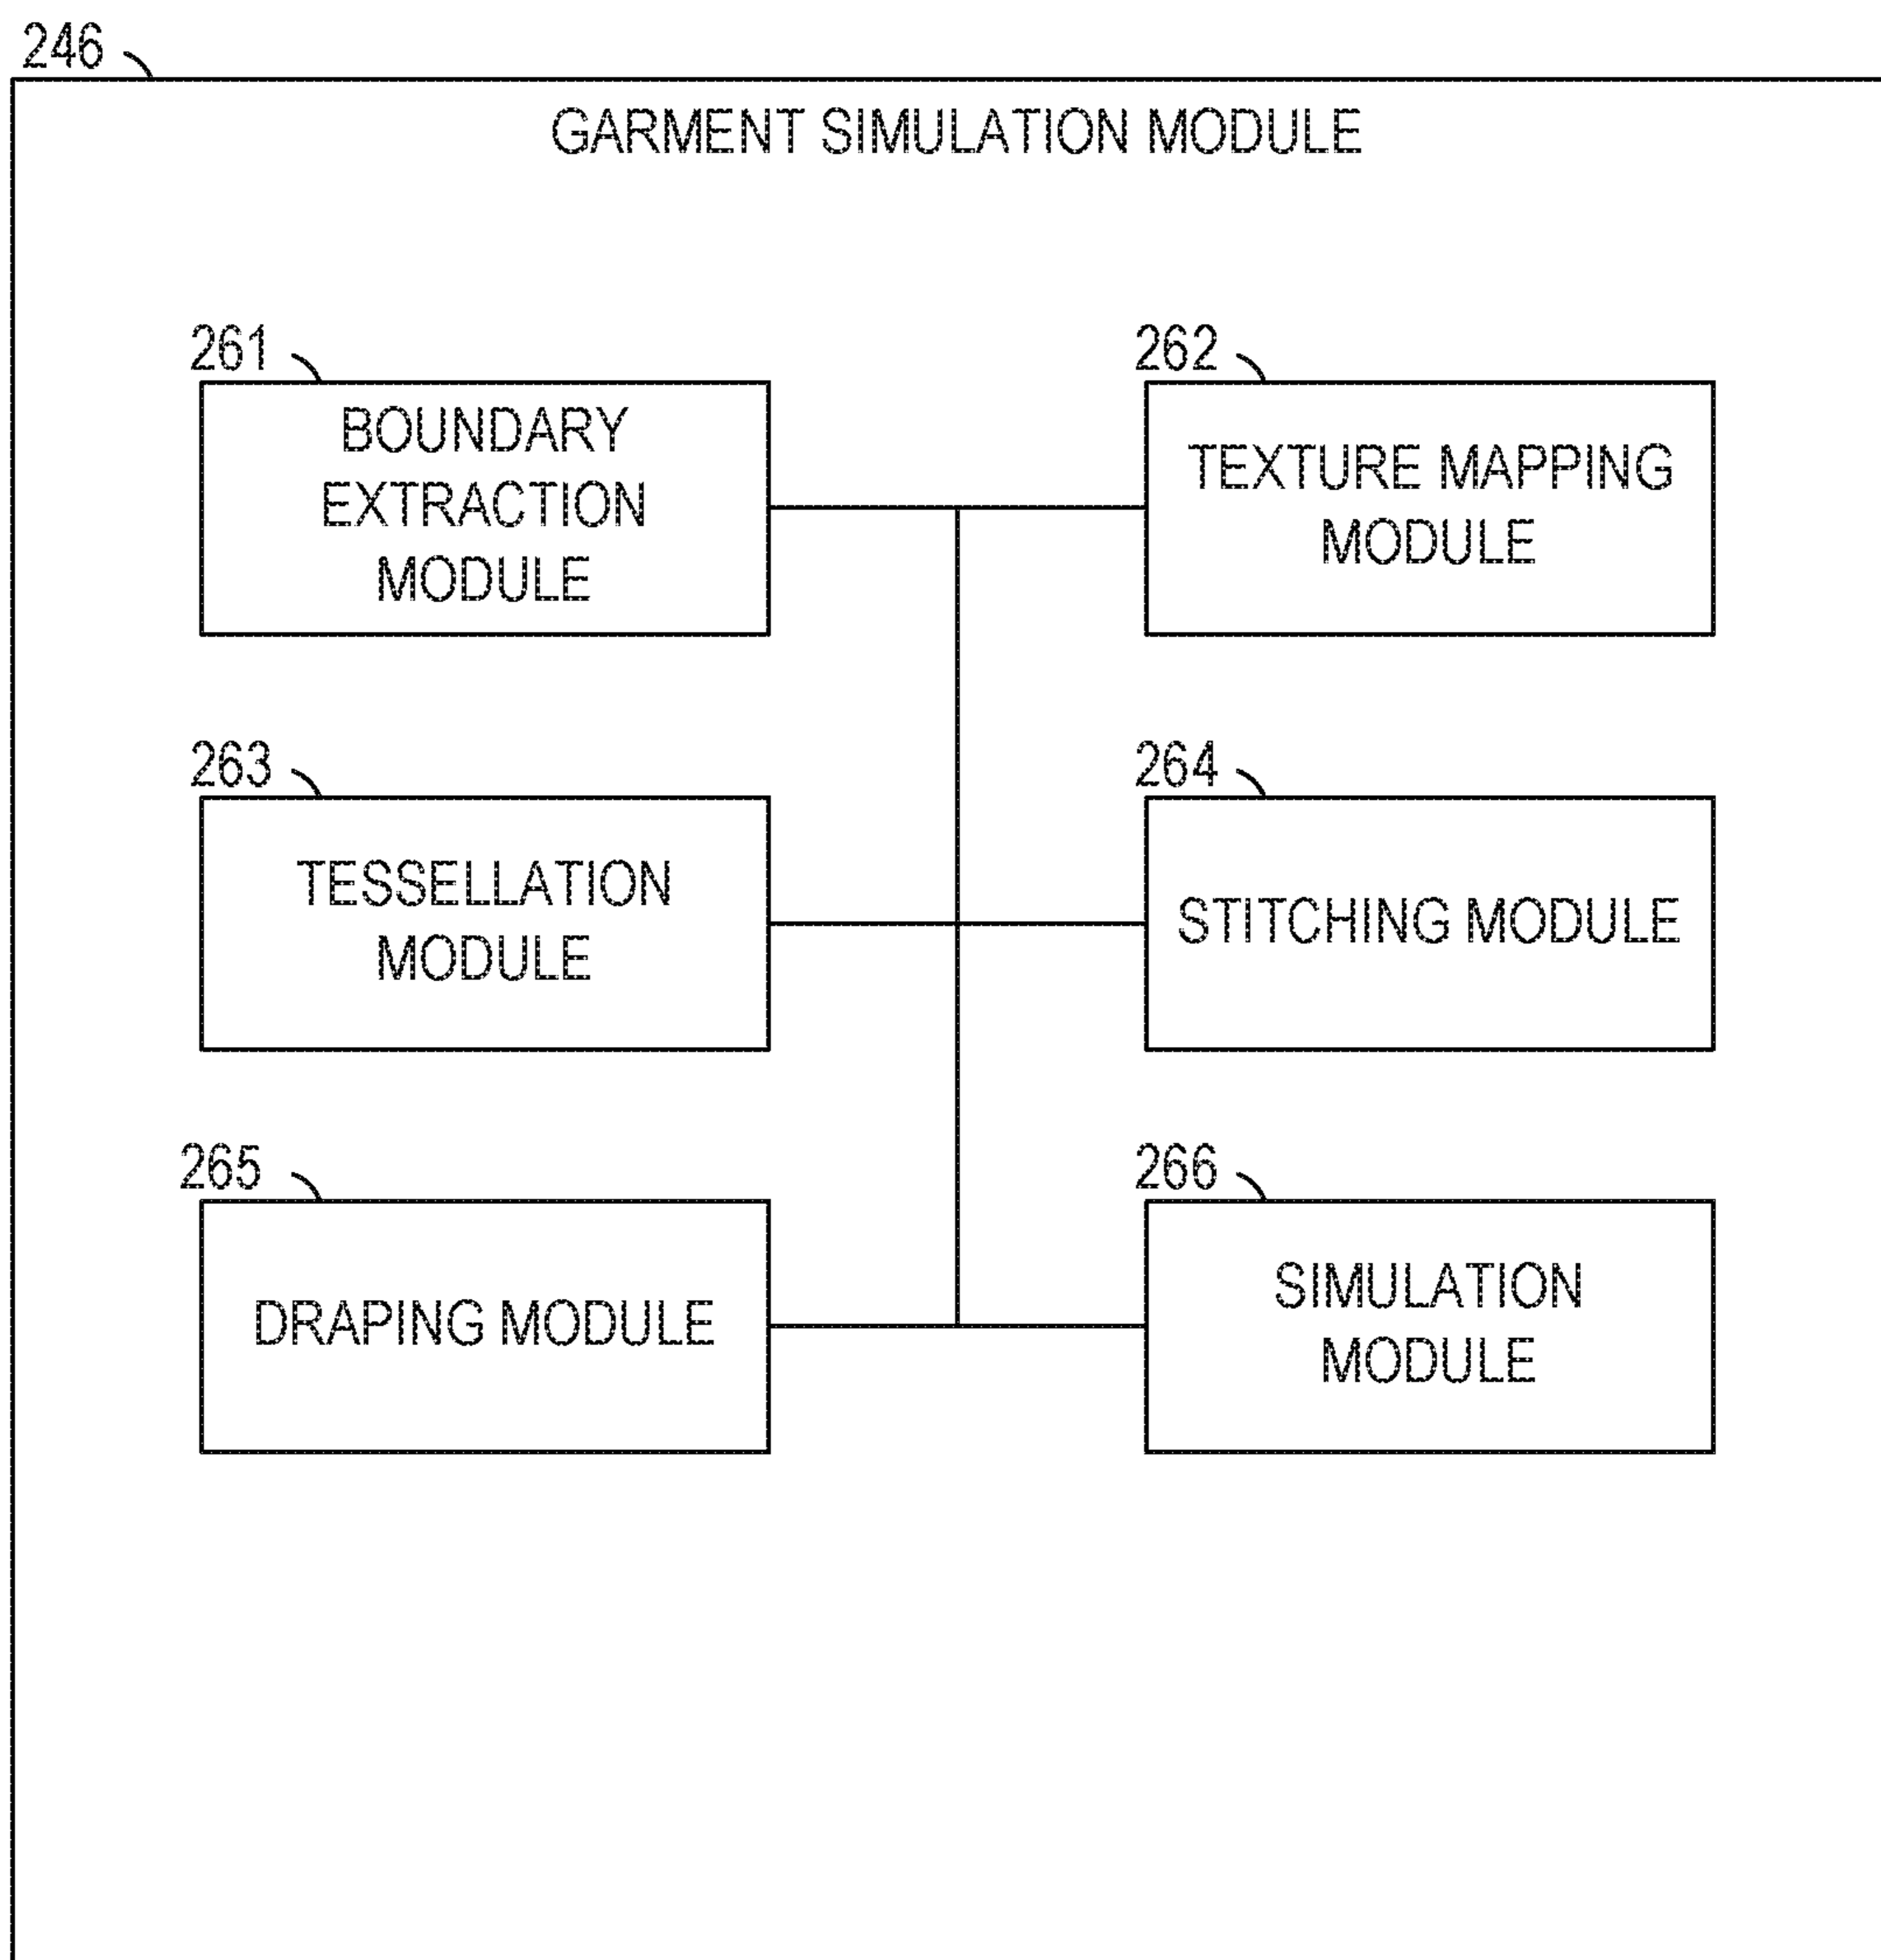 246
GARMENT SIMULATION MODULE
261
BOUNDARY
EXTRACTION
MODULE
262
TEXTURE MAPPING
MODULE
263
TESSELLATION
MODULE
264
STITCHING MODULE
265
DRAPING MODULE
266
SIMULATION
MODULE